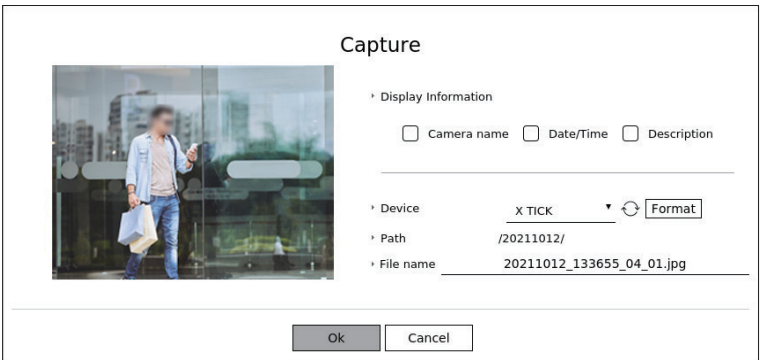 Capture
Display Information
Camera name Date/Time Description
Device X TICK Format
Path /20211012/
File name 20211012_133655_04_01.jpg
Ok Cancel